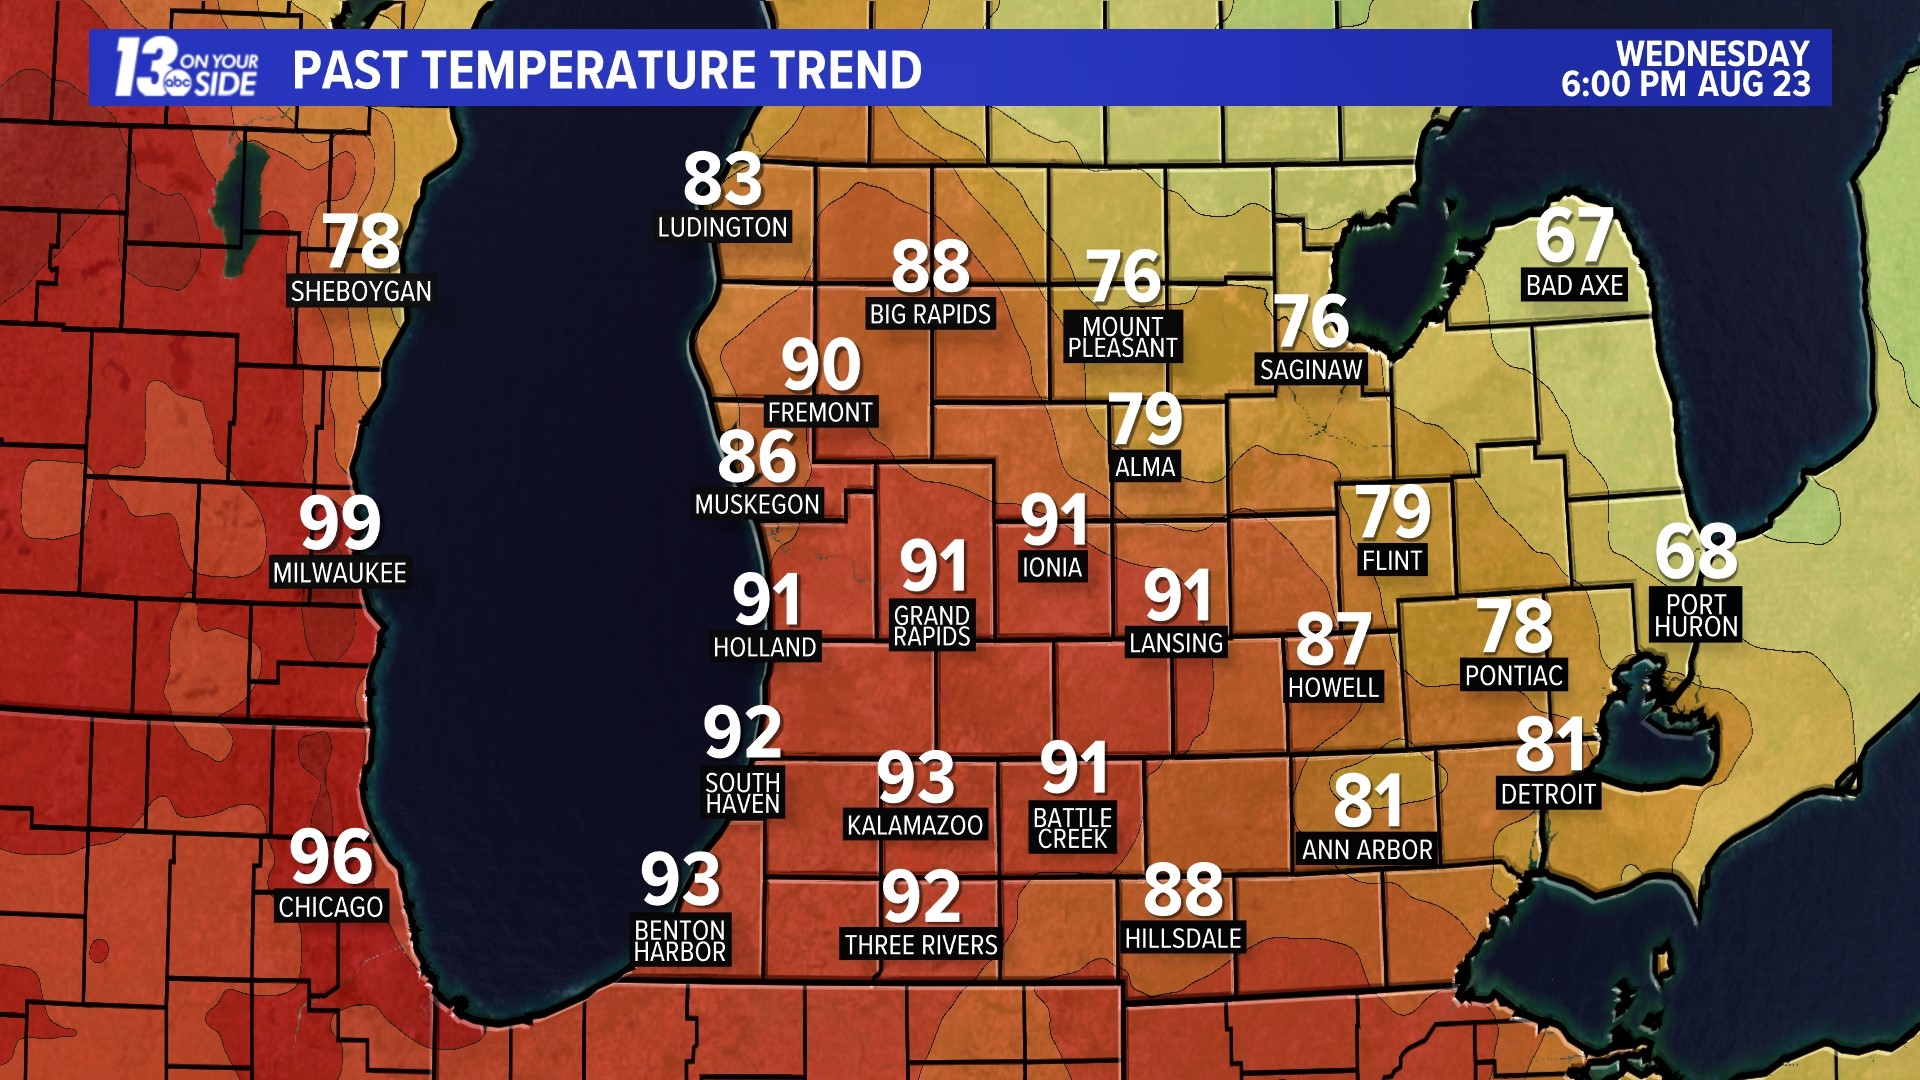 13 ON YOUR SIDE
abc
PAST TEMPERATURE TREND
WEDNESDAY
6:00 PM AUG 23
83
LUDINGTON
78
SHEBOYGAN
88
BIG RAPIDS
76
MOUNT
PLEASANT
76
SAGINAW
67
BAD AXE
90
FREMONT
79
ALMA
86
MUSKEGON
99
MILWAUKEE
91
IONIA
79
FLINT
68
PORT
HURON
91
GRAND
RAPIDS
91
HOLLAND
91
LANSING
87
HOWELL
78
PONTIAC
92
SOUTH
HAVEN
93
KALAMAZOO
91
BATTLE
CREEK
81
ANN ARBOR
81
DETROIT
96
CHICAGO
93
BENTON
HARBOR
92
THREE RIVERS
88
HILLSDALE